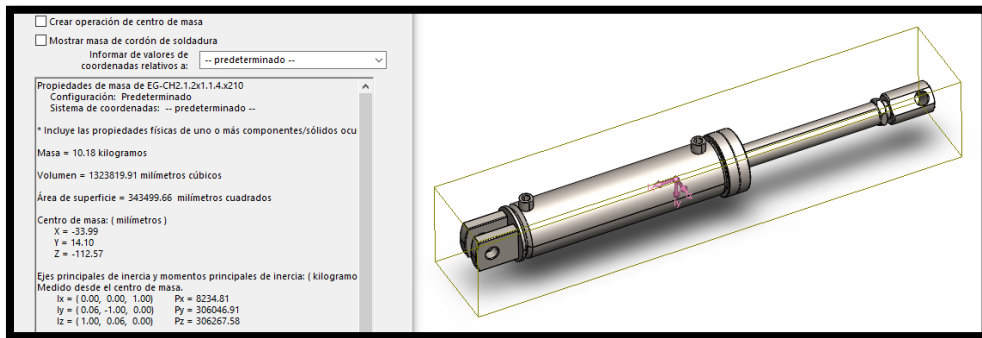 Crear operación de centro de masa
Mostrar masa de cordón de soldadura
Informar de valores de
coordenadas relativos a:
-- predeterminado --
Propiedades de masa de EG-CH2.1.2x1.1.4.x210
Configuración: Predeterminado
Sistema de coordenadas: -- predeterminado --
* Incluye las propiedades físicas de uno o más componentes/sólidos ocu
Masa = 10.18 kilogramos
Volumen = 1323819.91 milímetros cúbicos
Área de superficie = 343499.66 milímetros cuadrados
Centro de masa: ( milímetros )
X = -33.99
Y = 14.10
Z = -112.57
Ejes principales de inercia y momentos principales de inercia: ( kilogramo
Medido desde el centro de masa.
Ix = ( 0.00, 0.00, 1.00) Px = 8234.81
Iy = ( 0.06, -1.00, 0.00) Py = 306046.91
Iz = ( 1.00, 0.06, 0.00) Pz = 306267.58
Iy